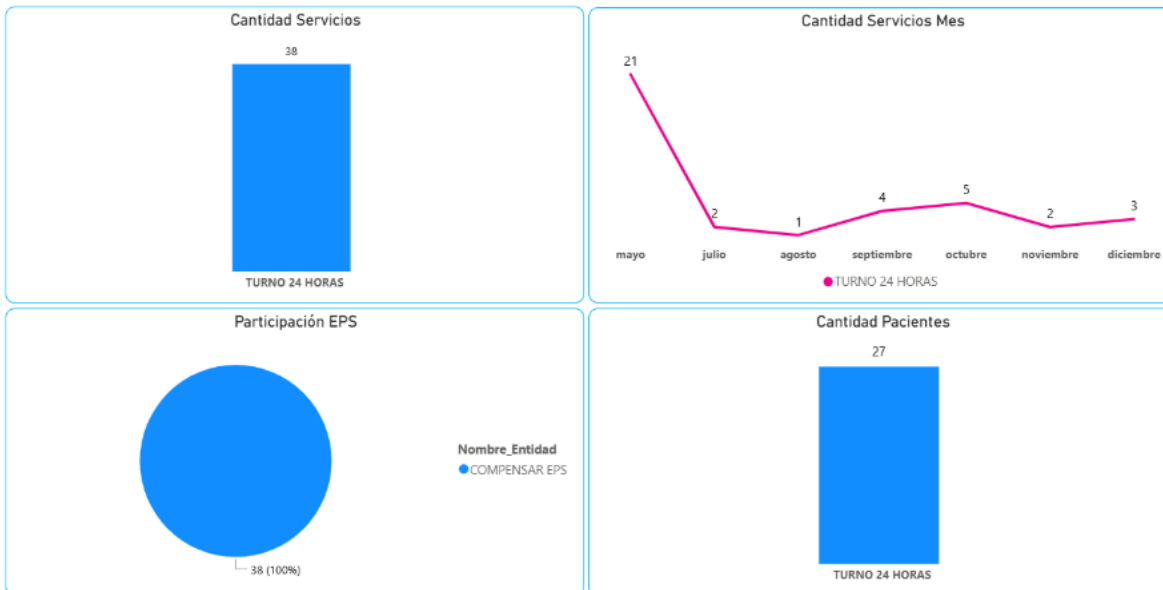 Cantidad Servicios
38
TURNO 24 HORAS
Cantidad Servicios Mes
21
2
1
4
5
2
3
mayo julio agosto septiembre octubre noviembre diciembre
TURNO 24 HORAS
Participación EPS
38 (100%)
Nombre_Entidad
COMPENSAR EPS
Cantidad Pacientes
27
TURNO 24 HORAS